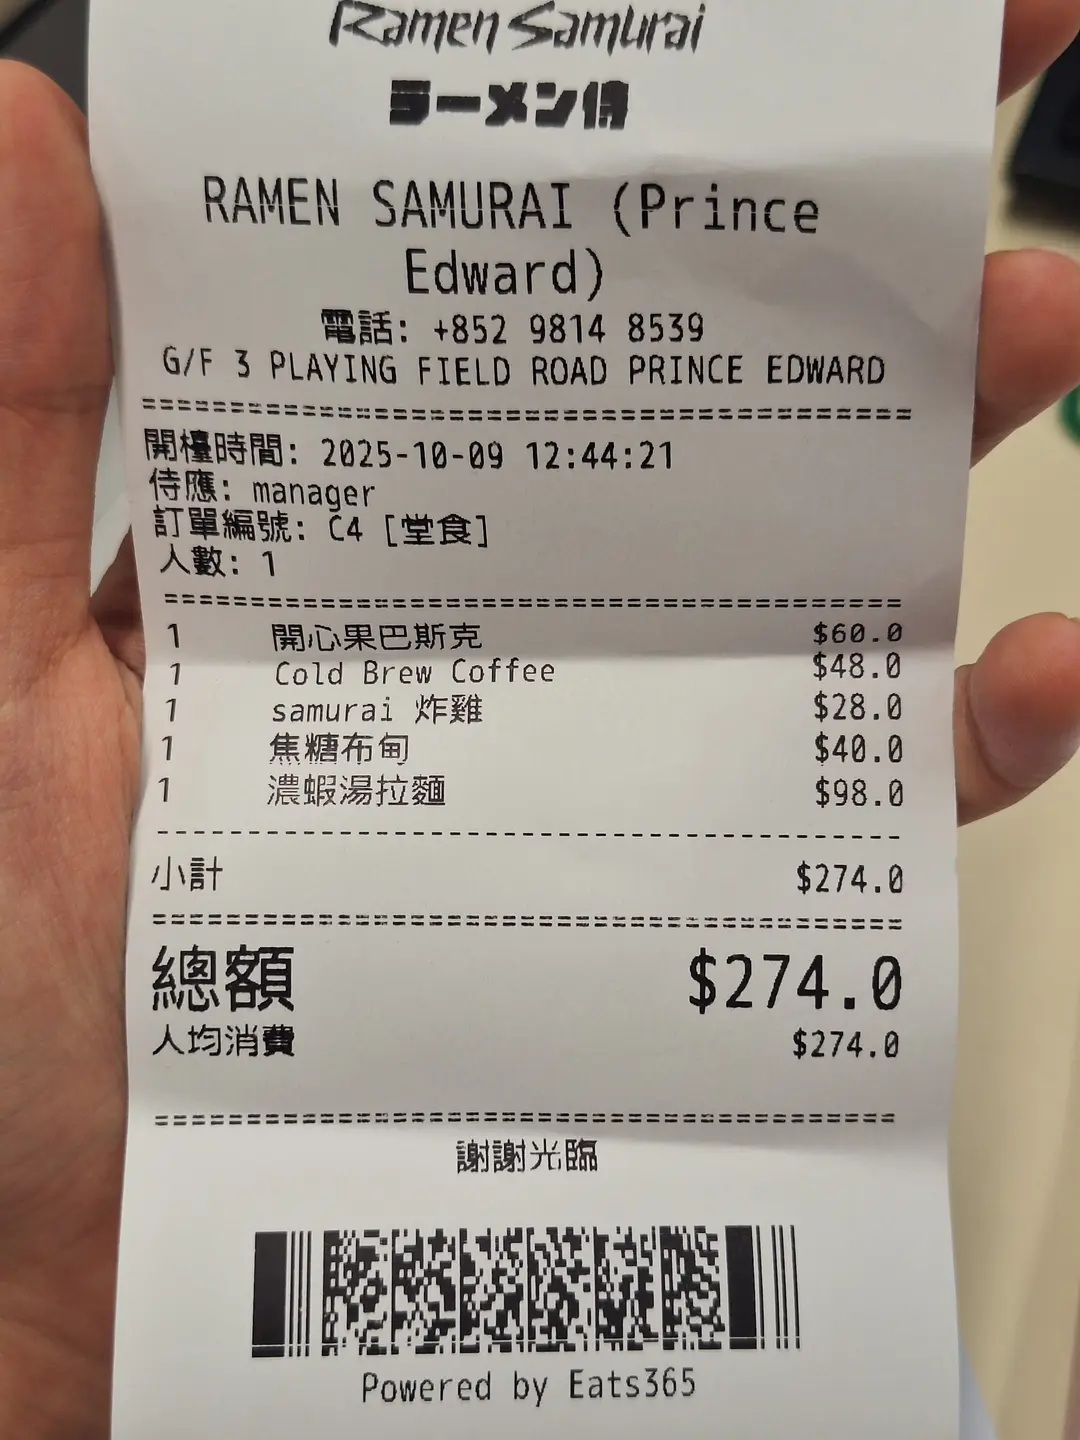 Ramen Samurai
ラーメン侍
RAMEN SAMURAI (Prince
Edward)
電話: +852 9814 8539
G/F 3 PLAYING FIELD ROAD PRINCE EDWARD
開檯時間: 2025-10-09 12:44:21
侍應: manager
訂單編號: C4 [堂食]
人數: 1
1 開心果巴斯克 $60.0
1 Cold Brew Coffee $48.0
1 samurai 炸雞 $28.0
1 焦糖布甸 $40.0
1 濃蝦湯拉麵 $98.0
小計 $274.0
總額 $274.0
人均消費 $274.0
謝謝光臨
Powered by Eats365